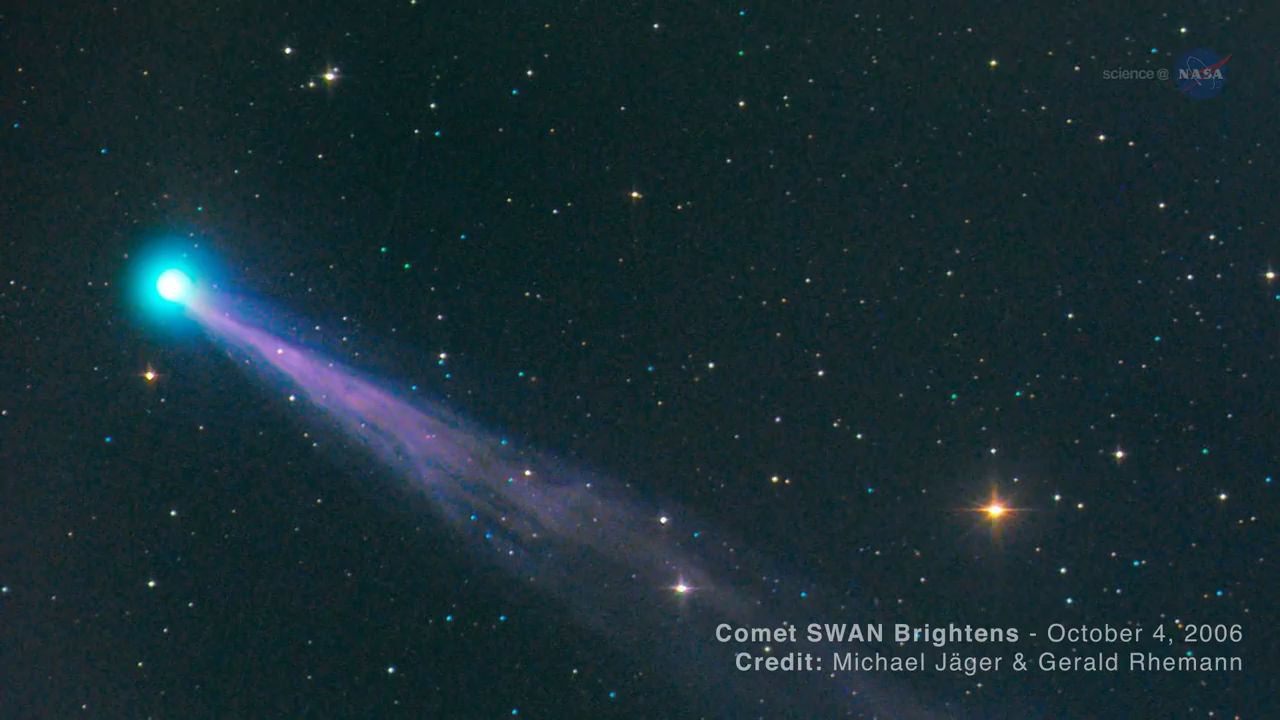 science@ NASA
Comet SWAN Brightens - October 4, 2006
Credit: Michael Jäger & Gerald Rhemann